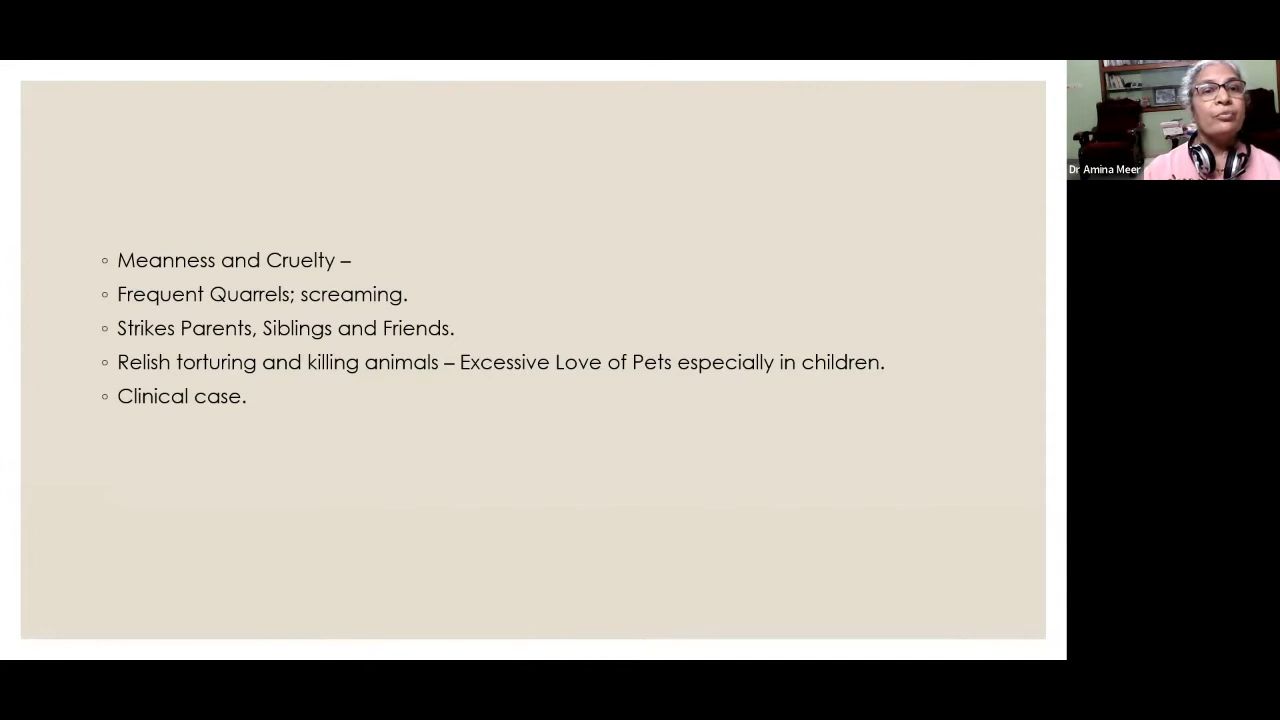 Meanness and Cruelty –
Frequent Quarrels; screaming.
Strikes Parents, Siblings and Friends.
Relish torturing and killing animals – Excessive Love of Pets especially in children.
Clinical case.
Dr Amina Meer